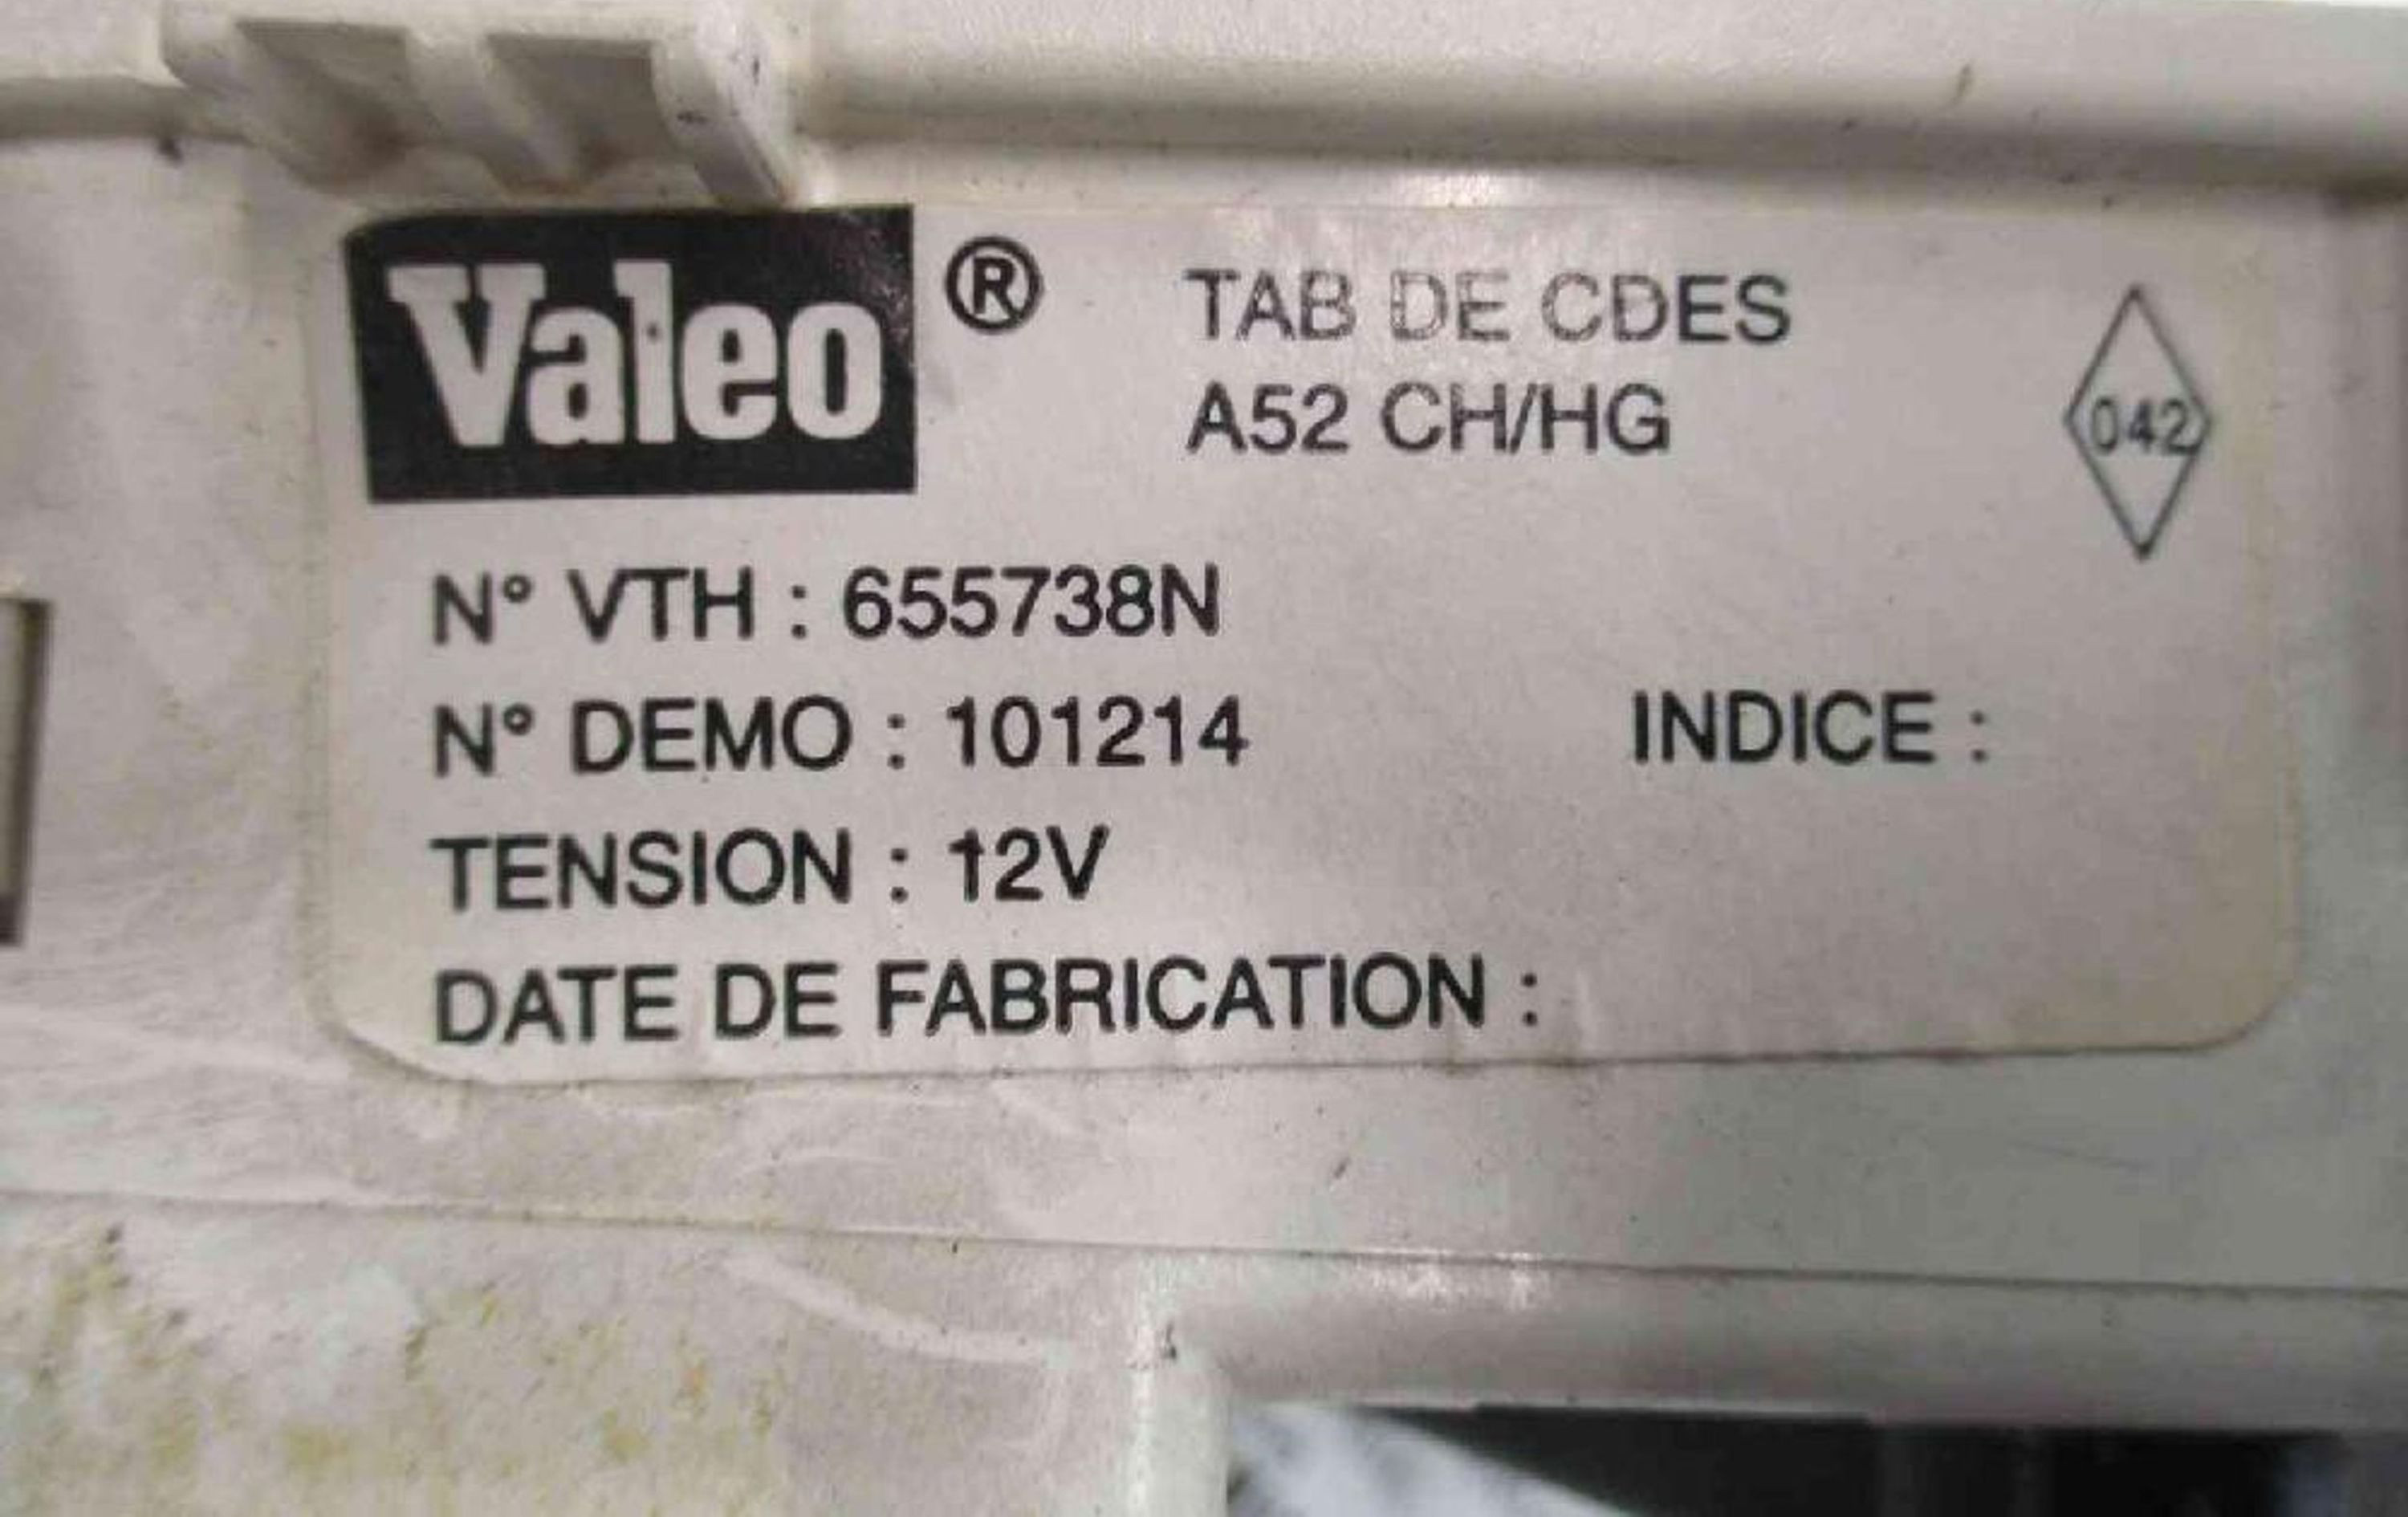 Valeo ®
TAB DE CDES
A52 CH/HG
042
N° VTH : 655738N
N° DEMO : 101214
INDICE :
TENSION : 12V
DATE DE FABRICATION :